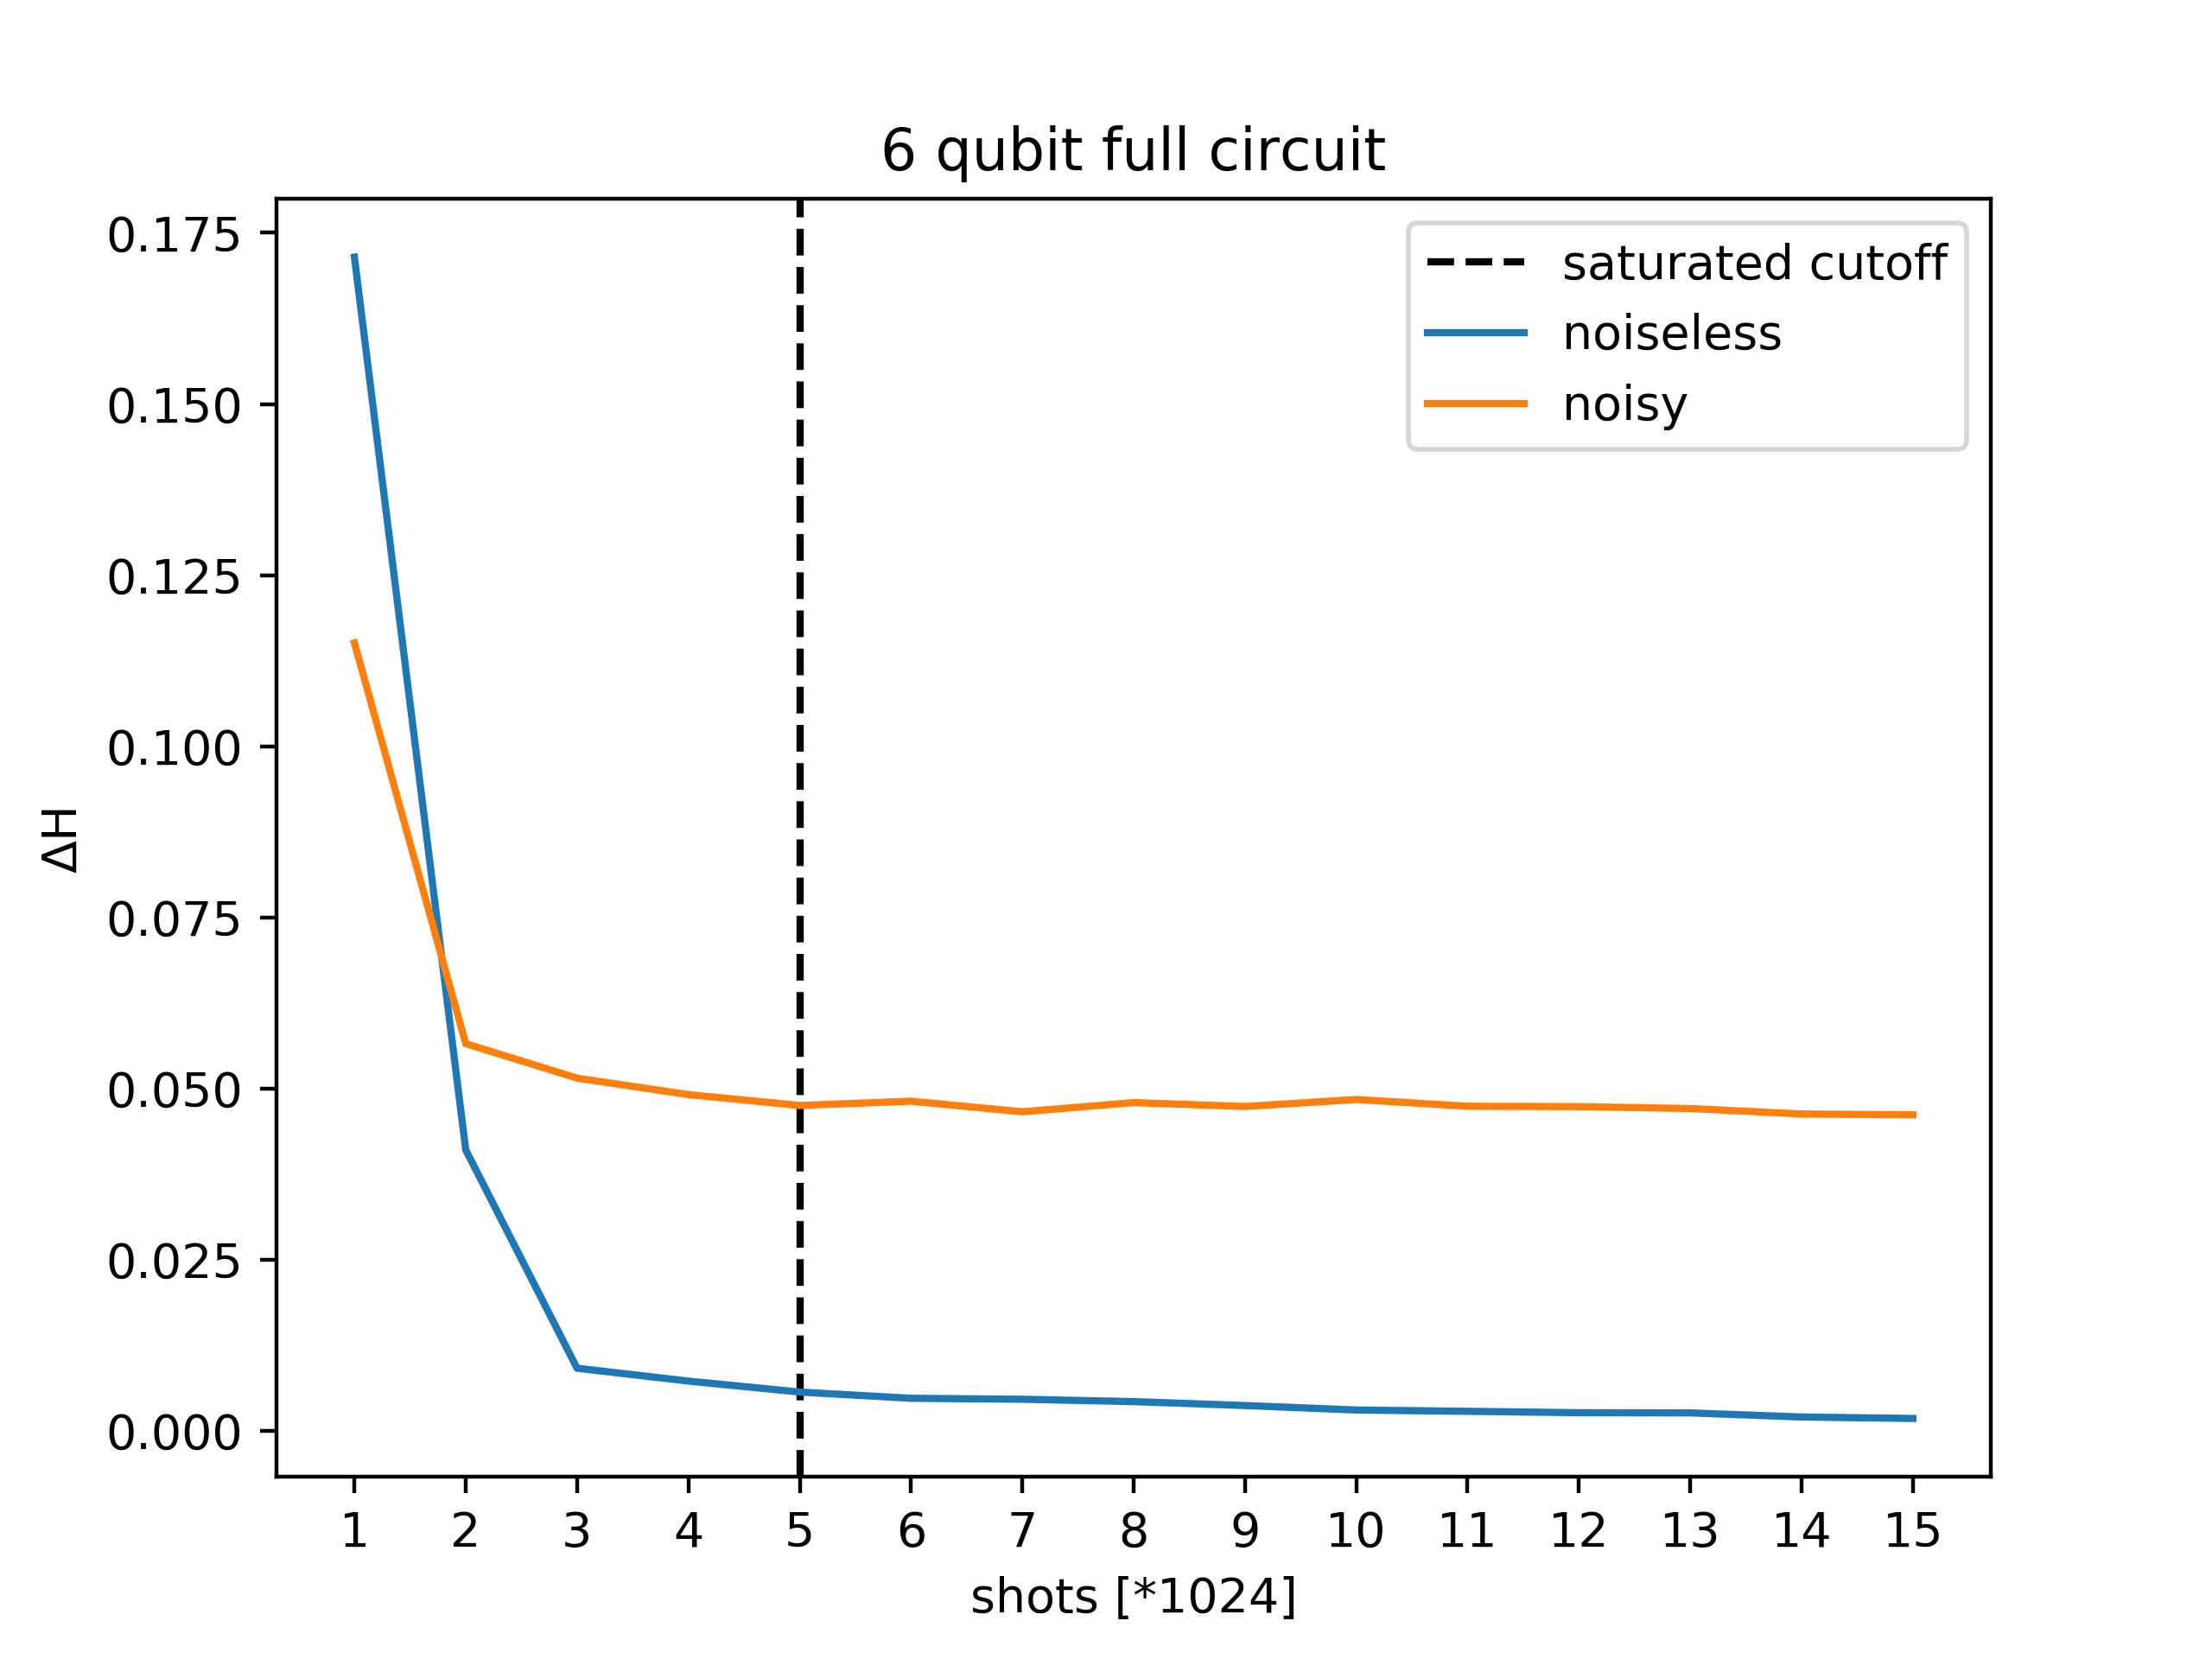 6 qubit full circuit
saturated cutoff
noiseless
noisy
0.175
0.150
0.125
0.100
0.075
0.050
0.025
0.000
ΔH
1 2 3 4 5 6 7 8 9 10 11 12 13 14 15
shots [*1024]